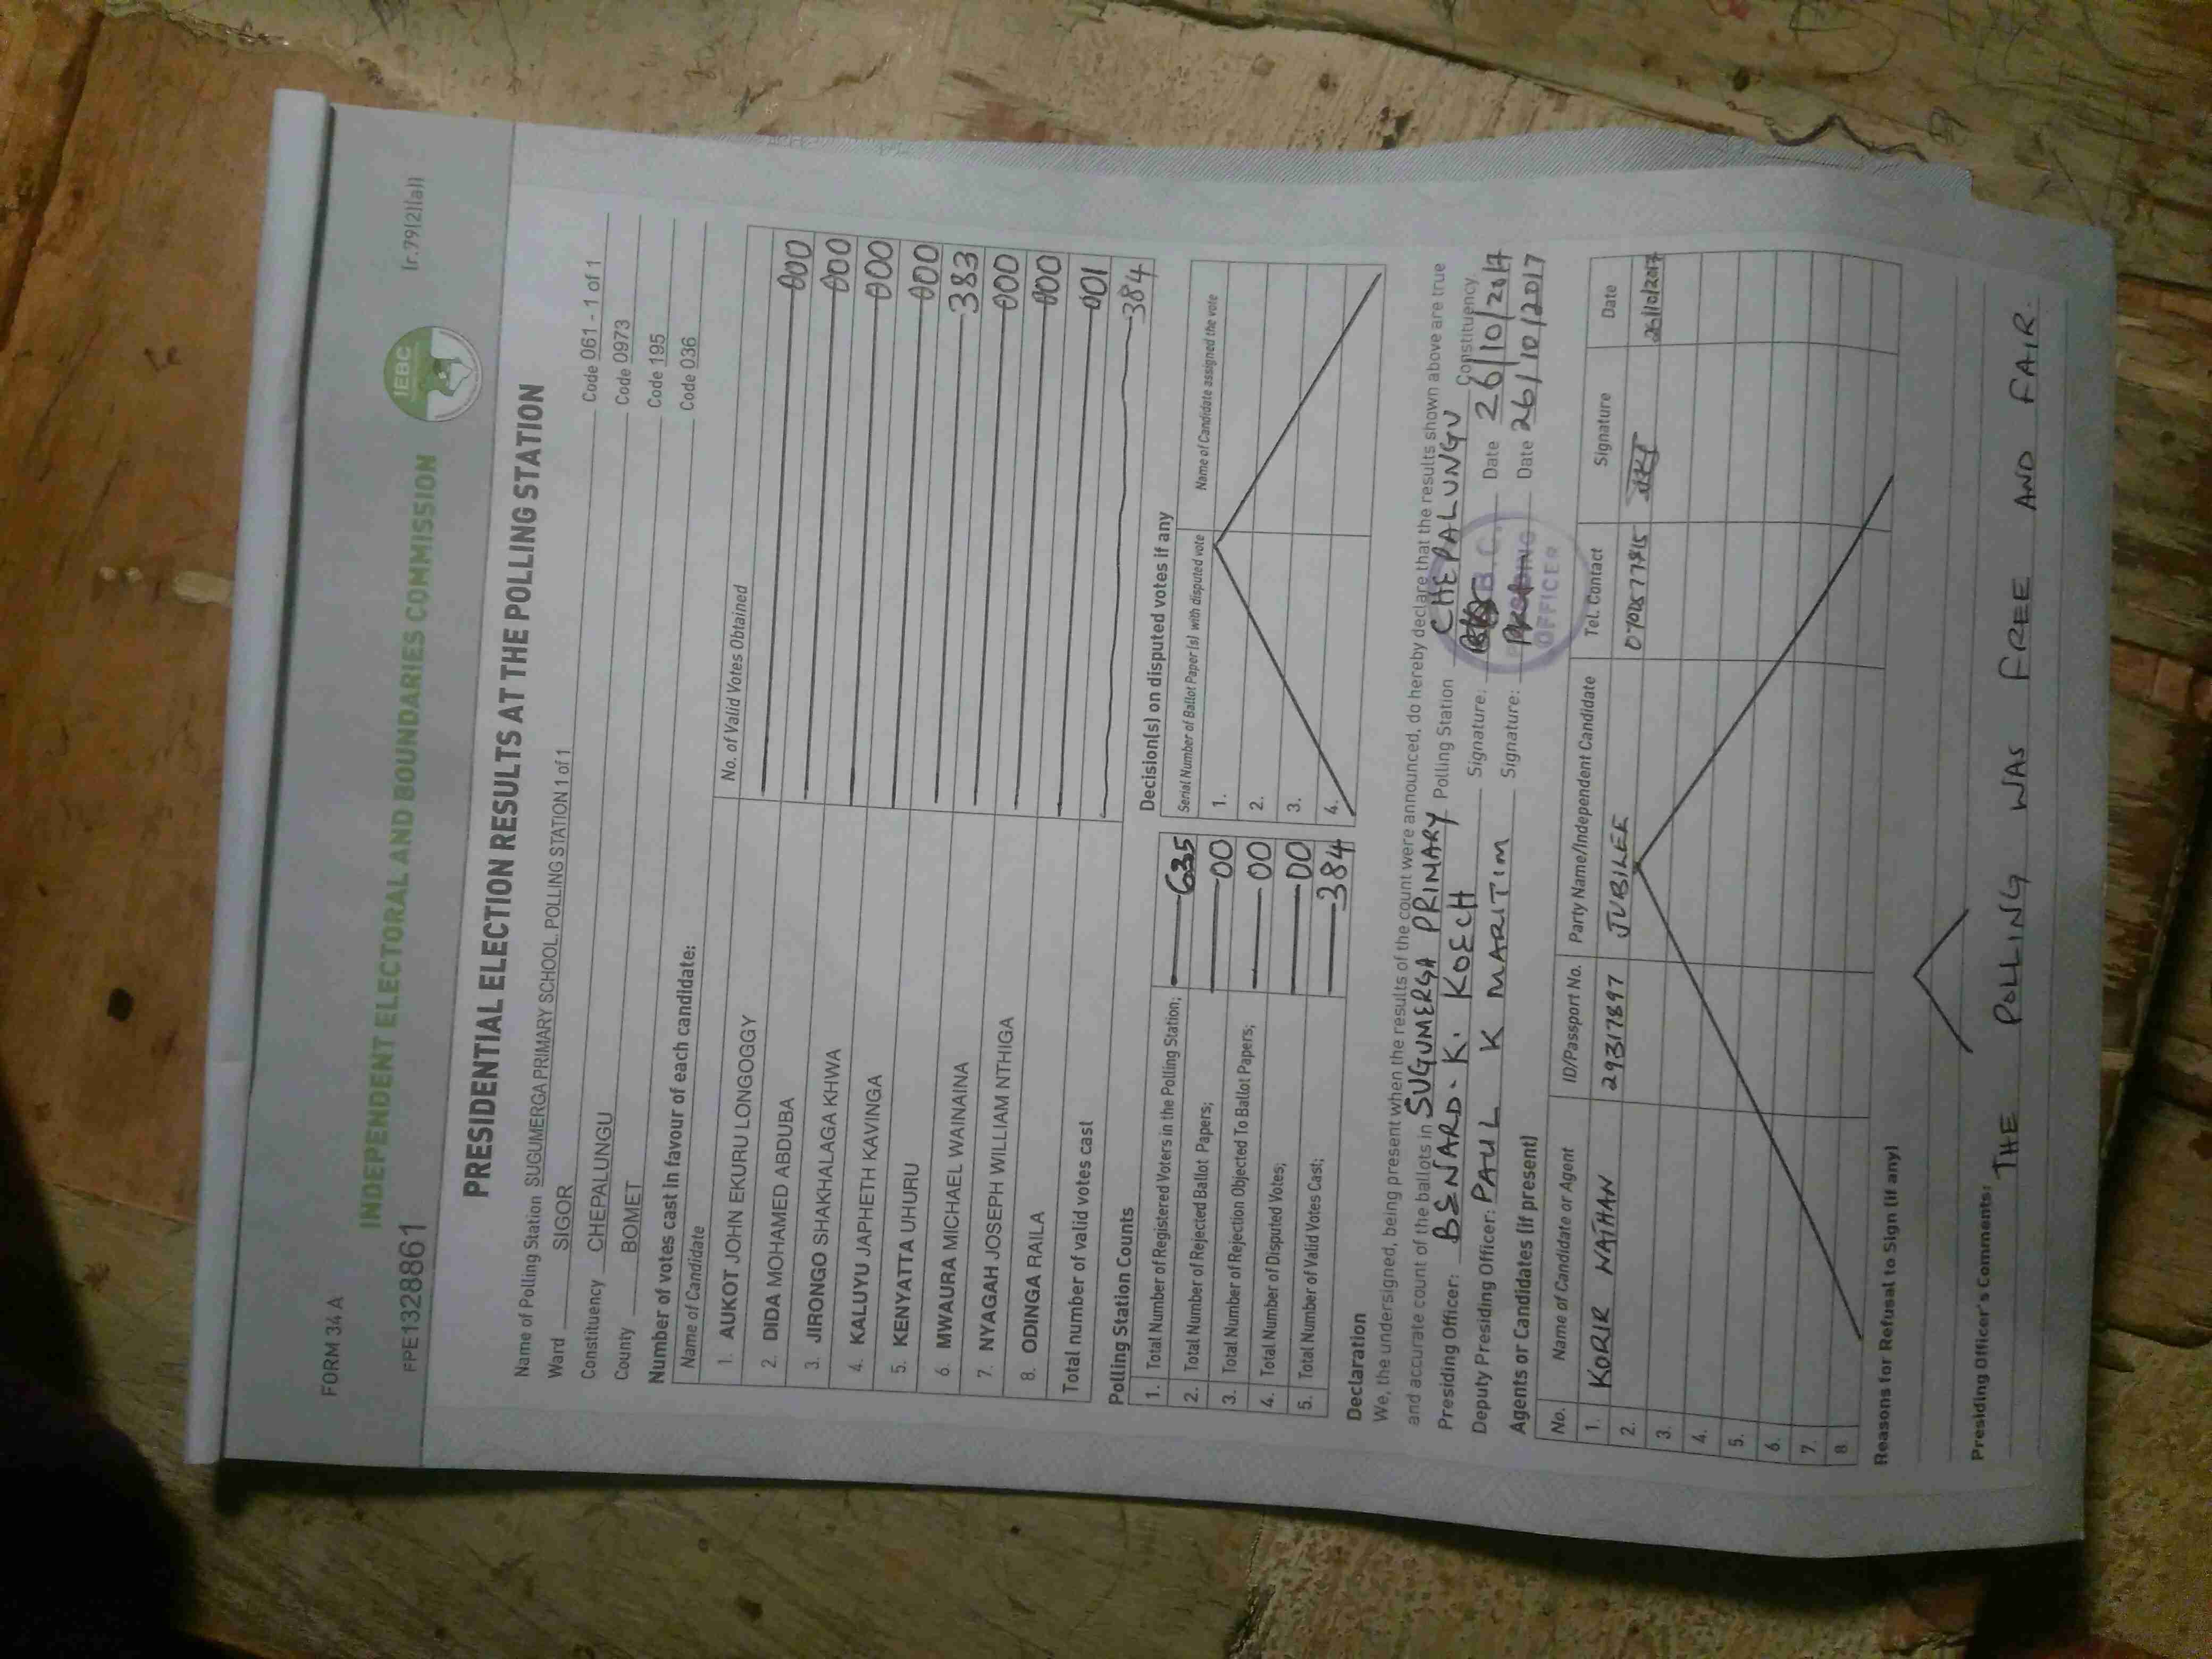 FORM 34 A
Ir.79(2)(a)]
INDEPENDENT ELECTORAL AND BOUNDARIES COMMISSION
IEBC
FPE1328861
PRESIDENTIAL ELECTION RESULTS AT THE POLLING STATION
Name of Polling Station SUGUMERGA PRIMARY SCHOOL. POLLING STATION 1 of 1 Code 061 - 1 of 1
Ward SIGOR Code 0973
Constituency CHEPALUNGU Code 195
County BOMET Code 036
Number of votes cast in favour of each candidate:
Name of Candidate No. of Valid Votes Obtained
1. AUKOT JOHN EKURU LONGOGGY 000
2. DIDA MOHAMED ABDUBA 000
3. JIRONGO SHAKHALAGA KHWA 000
4. KALUYU JAPHETH KAVINGA 000
5. KENYATTA UHURU 383
6. MWAURA MICHAEL WAINAINA 000
7. NYAGAH JOSEPH WILLIAM NTHIGA 000
8. ODINGA RAILA 001
Total number of valid votes cast 384
Polling Station Counts
1. Total Number of Registered Voters in the Polling Station; 635
2. Total Number of Rejected Ballot Papers; 00
3. Total Number of Rejection Objected To Ballot Papers; 00
4. Total Number of Disputed Votes; 00
5. Total Number of Valid Votes Cast; 384
Decision(s) on disputed votes if any
Serial Number of Ballot Paper (s) with disputed vote Name of Candidate assigned the vote
1.
2.
3.
4.
Declaration
We, the undersigned, being present when the results of the count were announced, do hereby declare that the results shown above are true
and accurate count of the ballots in SUGUMERGA PRIMARY Polling Station CHEPALUNGU Constituency.
Presiding Officer: BENARD. K. KOECH Signature: Date 26/10/2017
Deputy Presiding Officer: PAUL K MARITIM Signature: Date 26/10/2017
OFFICER
Agents or Candidates (if present)
No. Name of Candidate or Agent ID/Passport No. Party Name/Independent Candidate Tel. Contact Signature Date
1. KORIR NATHAN 29317897 JUBILEE 26/10/2017
2.
3.
4.
5.
6.
7.
8
Reasons for Refusal to Sign (if any)
Presiding Officer's Comments:
THE POLLING WAS FREE AND FAIR.